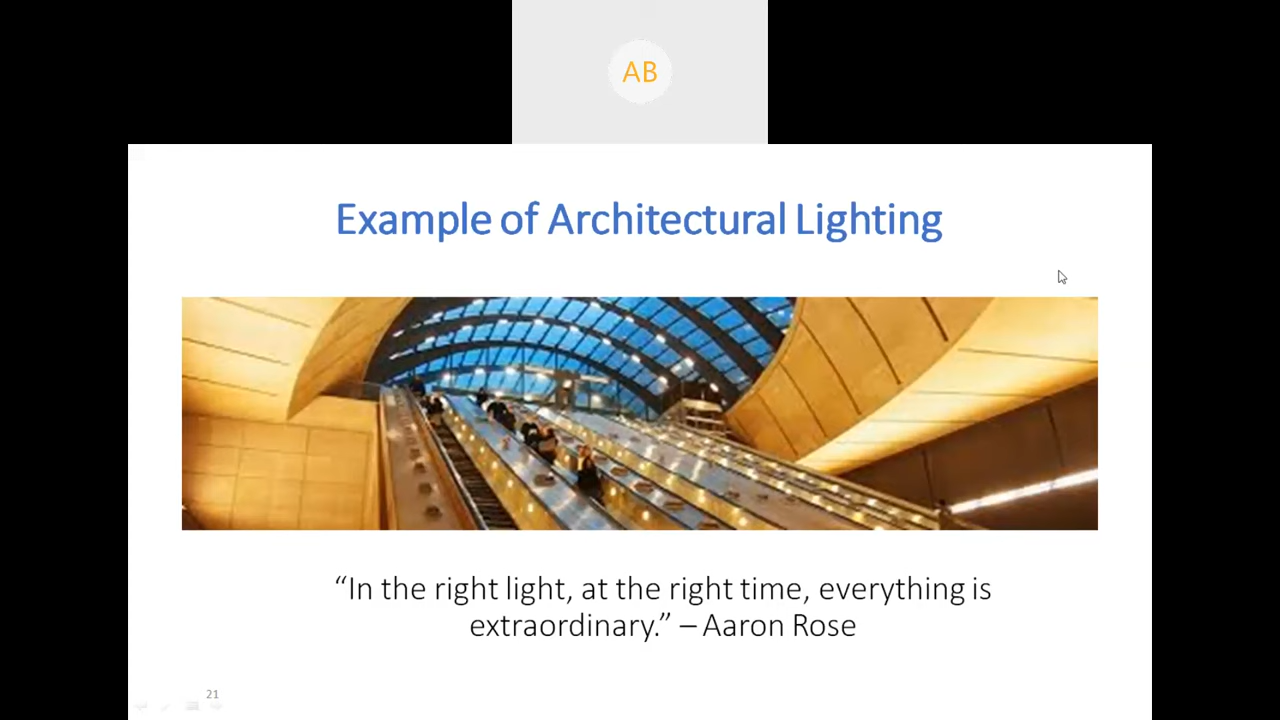 AB
Example of Architectural Lighting
“In the right light, at the right time, everything is
extraordinary.” – Aaron Rose
21